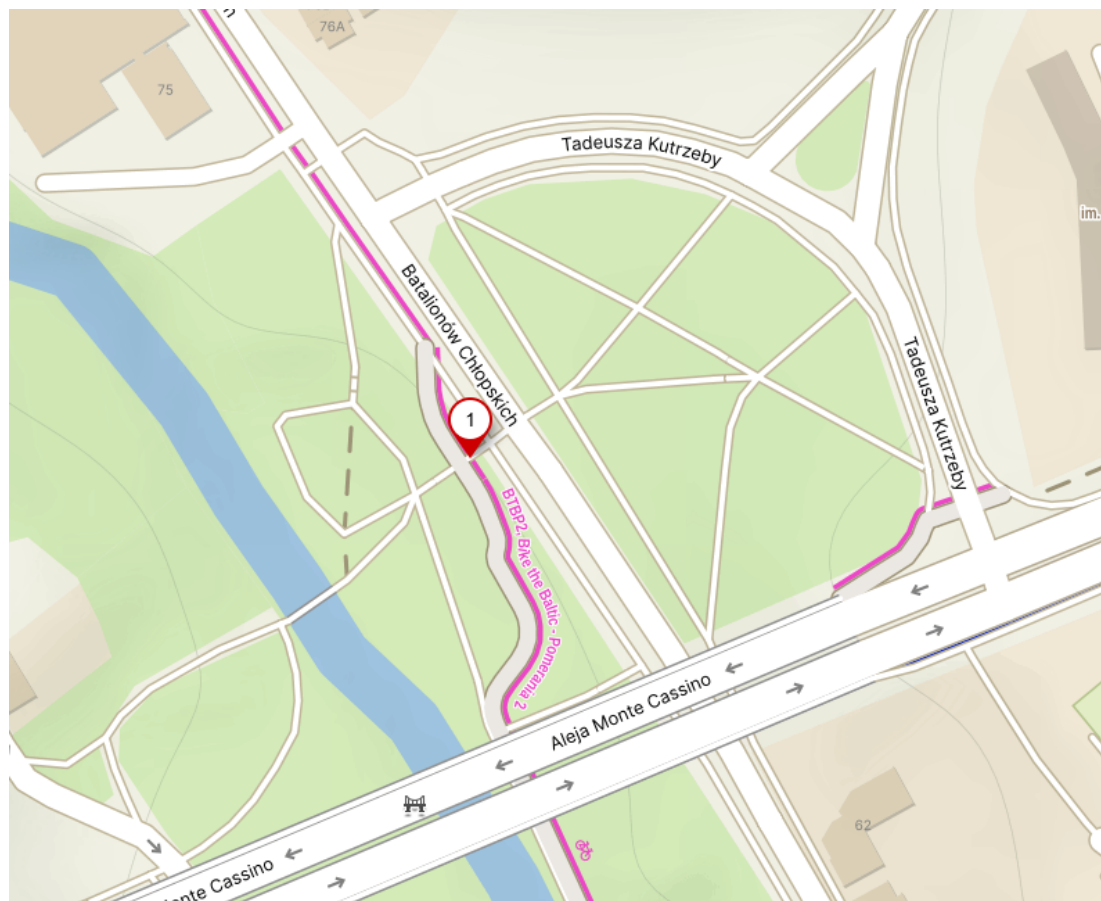 76A
75
Tadeusza Kutrzeby
im.
Batalionów Chłopskich
Tadeusza Kutrzeby
1
BTBP2, Bike the Baltic - Pomerania 2
Aleja Monte Cassino
62
onte Cassino